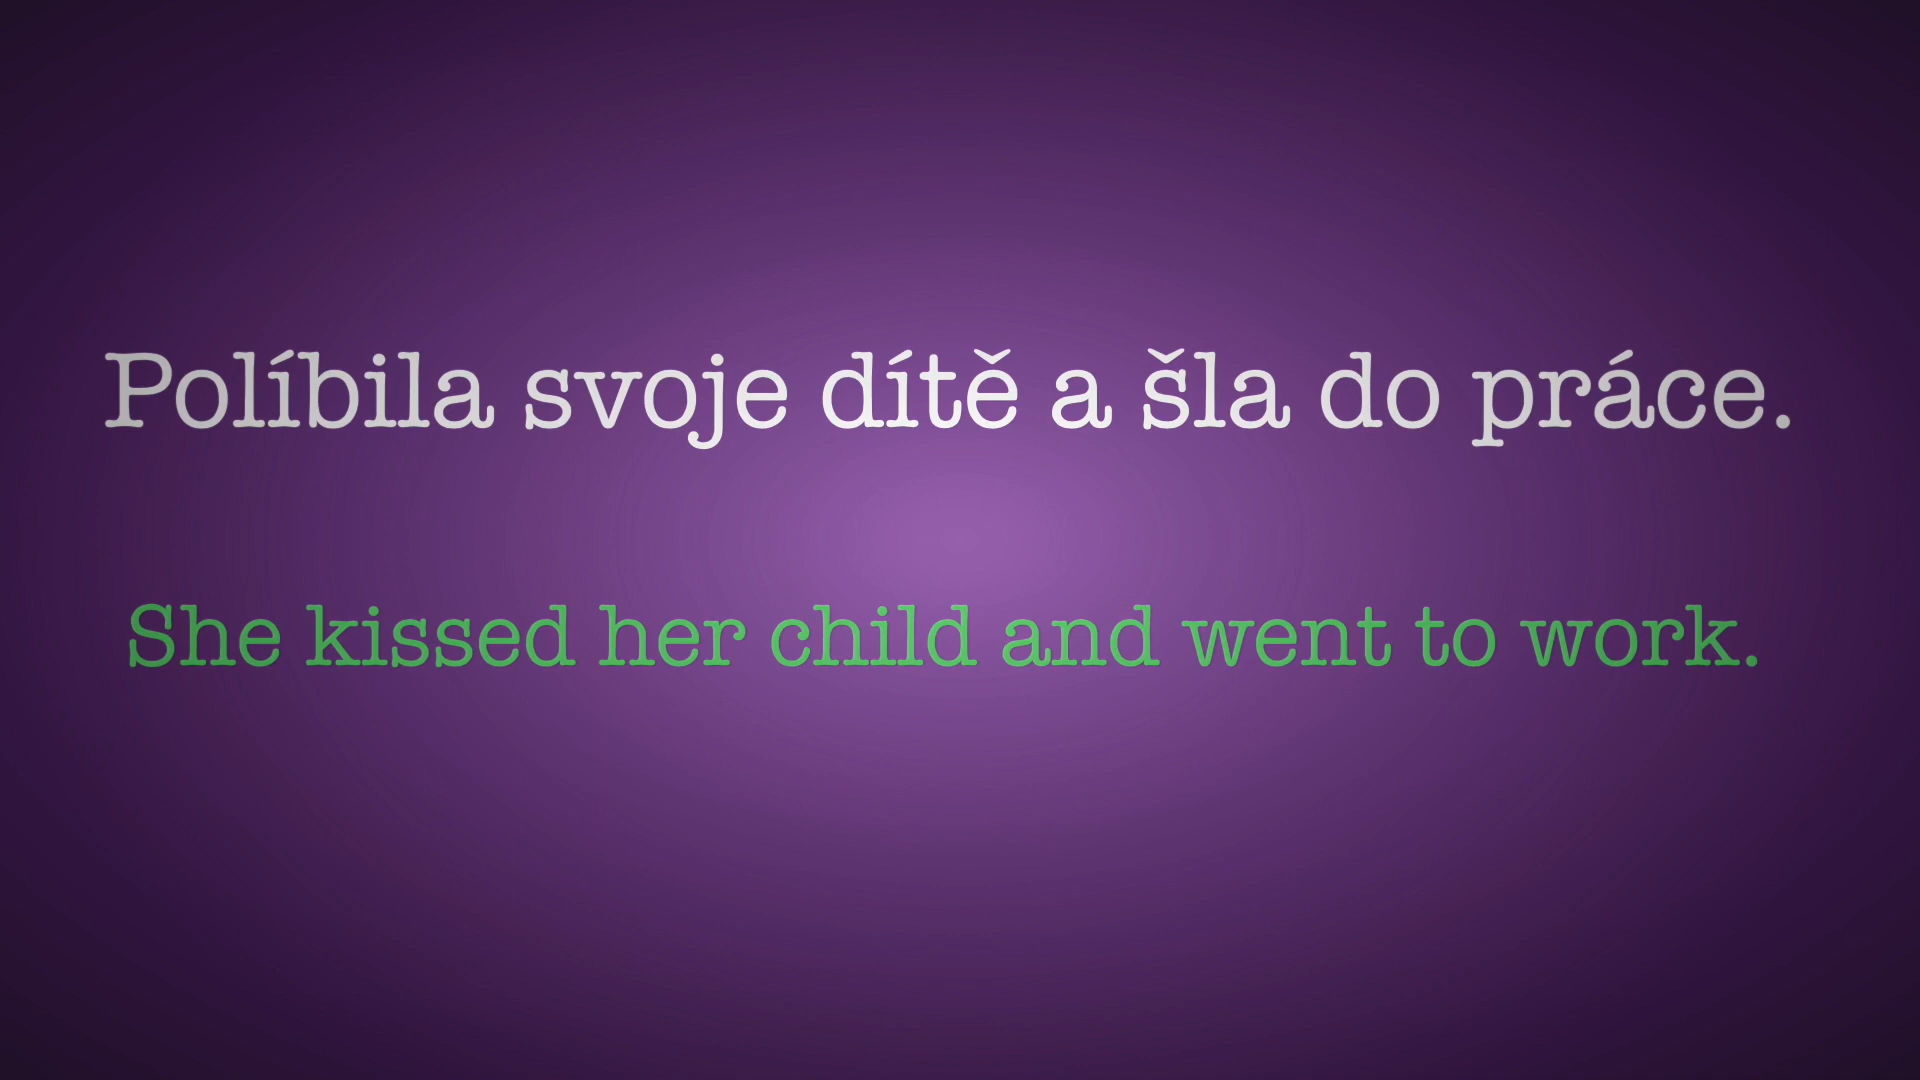 Políbila svoje dítě a šla do práce.
She kissed her child and went to work.